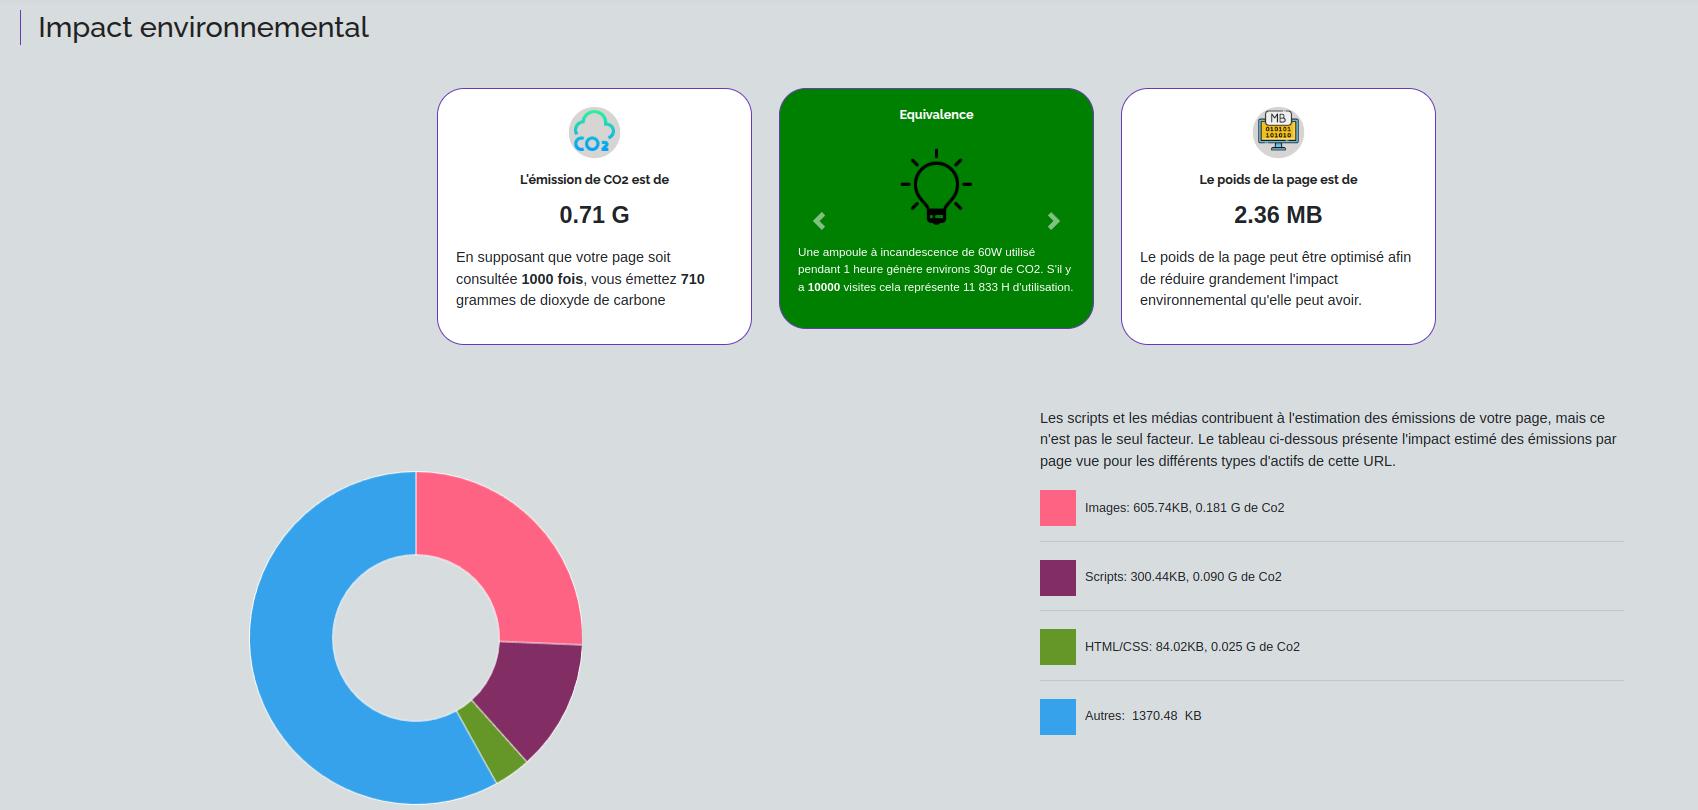 Impact environnemental
CO2
L'émission de CO2 est de
0.71 G
En supposant que votre page soit
consultée 1000 fois, vous émettez 710
grammes de dioxyde de carbone
Equivalence
Une ampoule à incandescence de 60W utilisé
pendant 1 heure génère environs 30gr de CO2. S'il y
a 10000 visites cela représente 11 833 H d'utilisation.
MB
010101
101010
Le poids de la page est de
2.36 MB
Le poids de la page peut être optimisé afin
de réduire grandement l'impact
environnemental qu'elle peut avoir.
Les scripts et les médias contribuent à l'estimation des émissions de votre page, mais ce
n'est pas le seul facteur. Le tableau ci-dessous présente l'impact estimé des émissions par
page vue pour les différents types d'actifs de cette URL.
Images: 605.74KB, 0.181 G de Co2
Scripts: 300.44KB, 0.090 G de Co2
HTML/CSS: 84.02KB, 0.025 G de Co2
Autres: 1370.48 KB